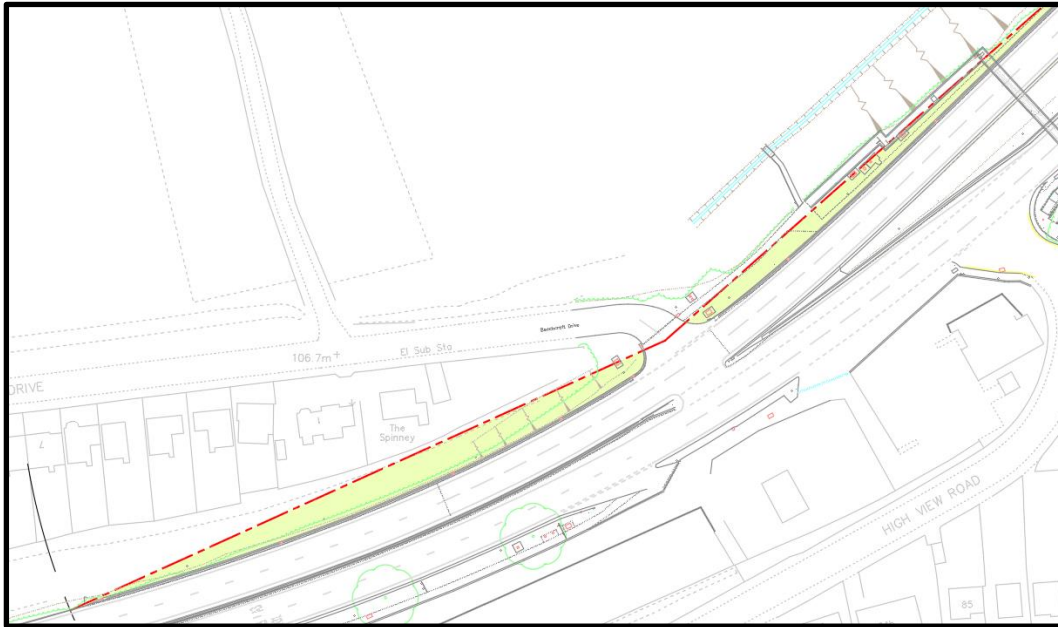 106.7m
El Sub Sta
DRIVE
The
Spinney
HIGH VIEW ROAD
85